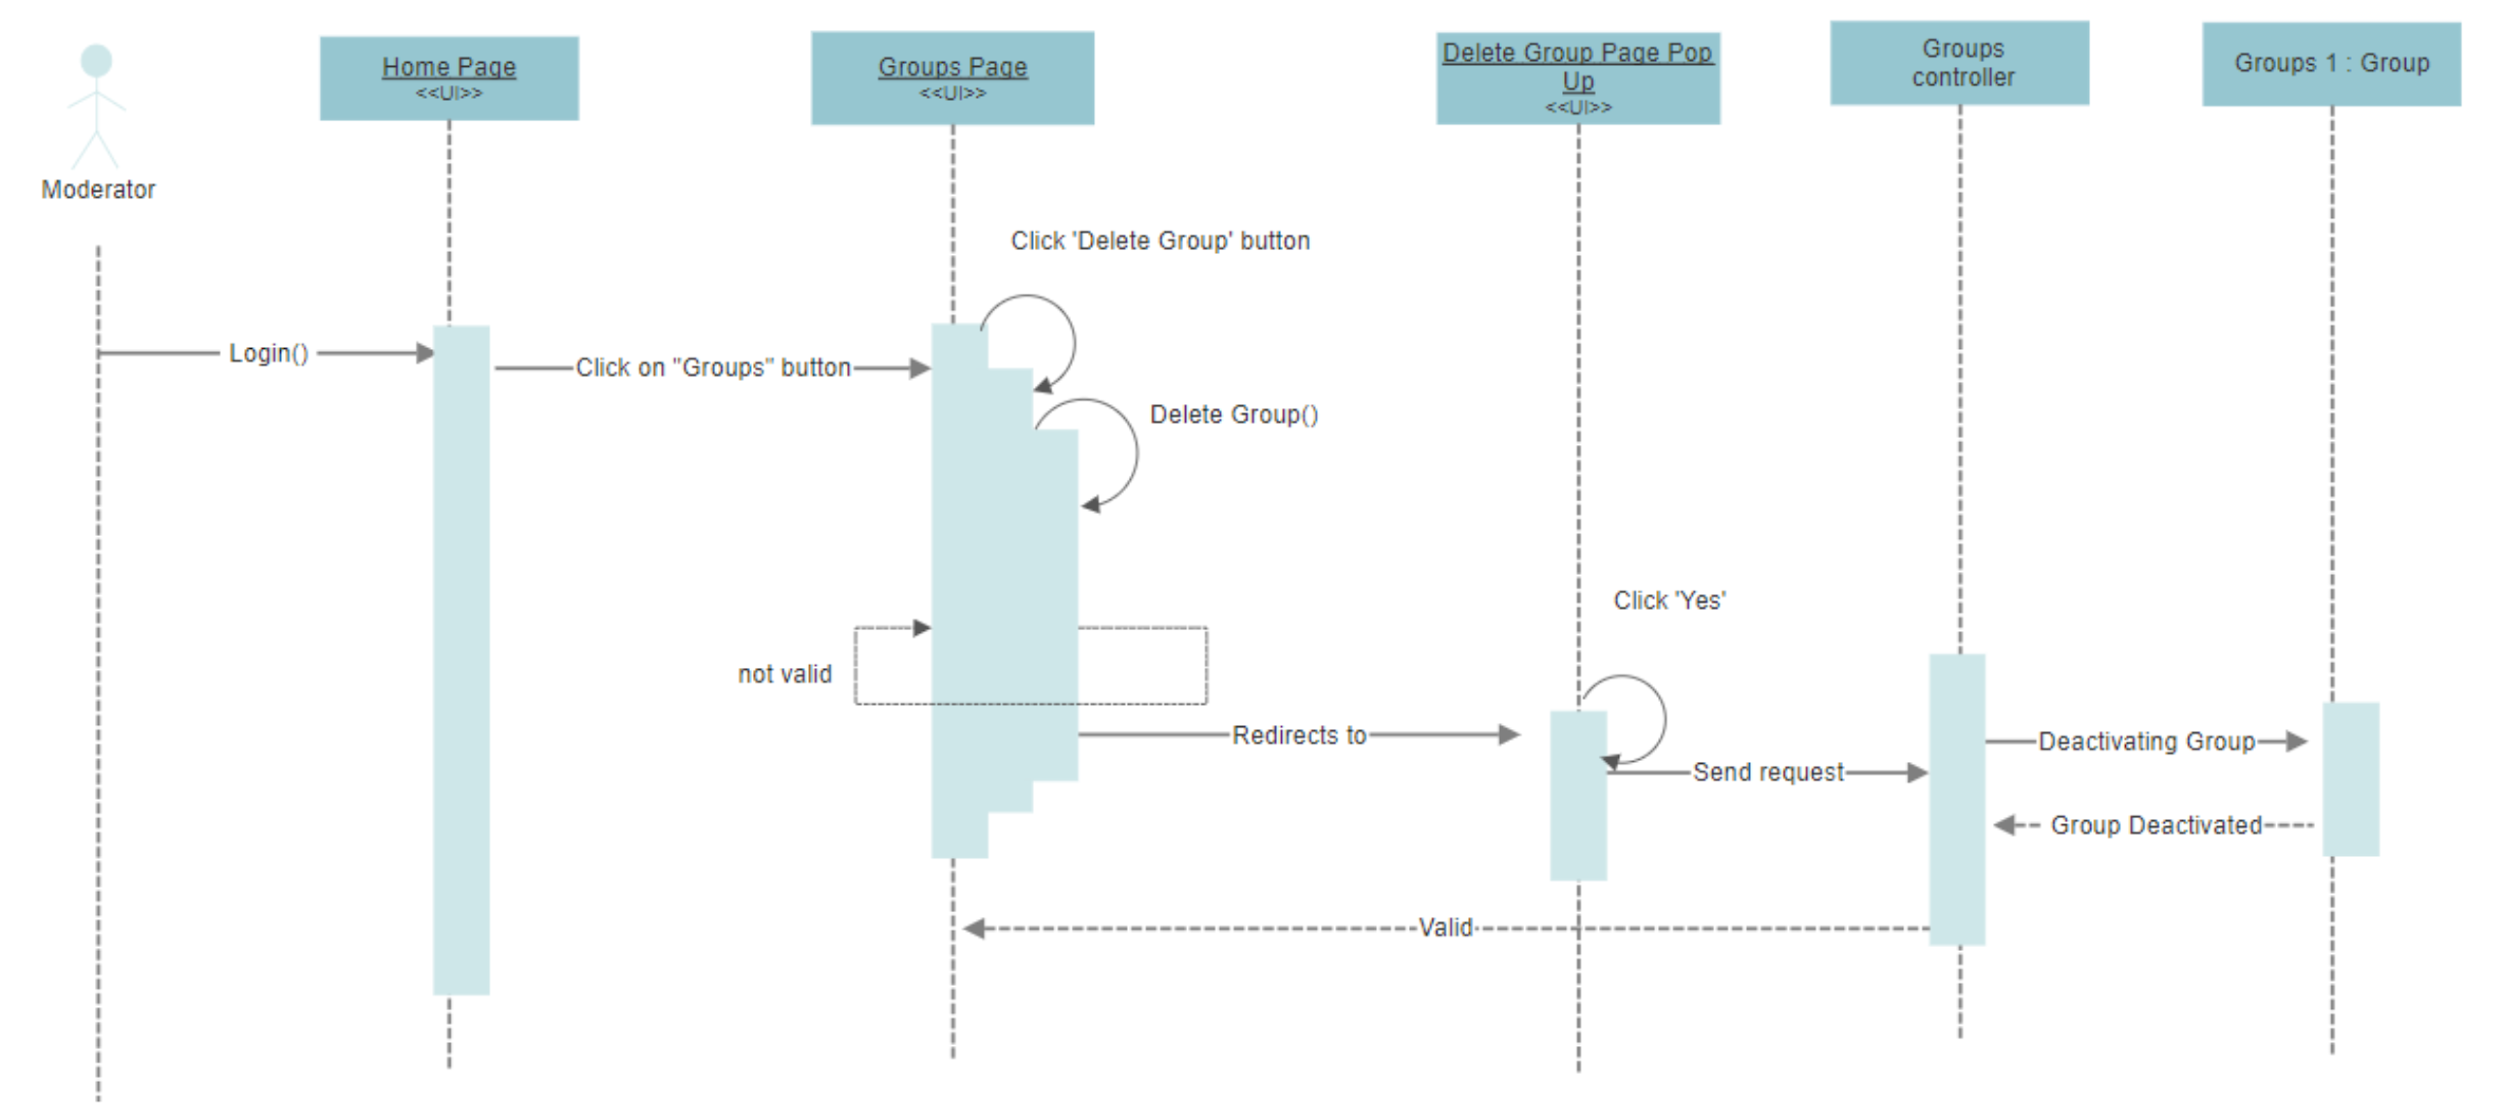 Home Page
<<UI>>
Groups Page
<<UI>>
Delete Group Page Pop
Up
<<UI>>
Groups
controller
Groups 1 : Group
Moderator
Click 'Delete Group' button
Login()
Click on "Groups" button
Delete Group()
Click 'Yes'
not valid
Redirects to
Deactivating Group
Send request
Group Deactivated
Valid